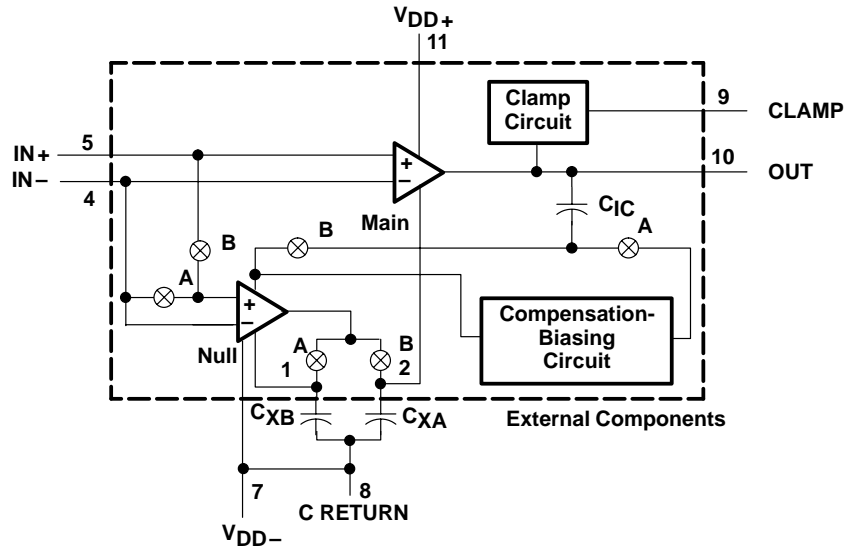 VDD+
11
Clamp
Circuit
9
CLAMP
IN+
5
IN−
4
+
−
Main
10
OUT
CIC
B
B
A
A
+
−
Null
Compensation-
Biasing
Circuit
A
1
B
2
CXB
CXA
External Components
7
8
C RETURN
VDD−